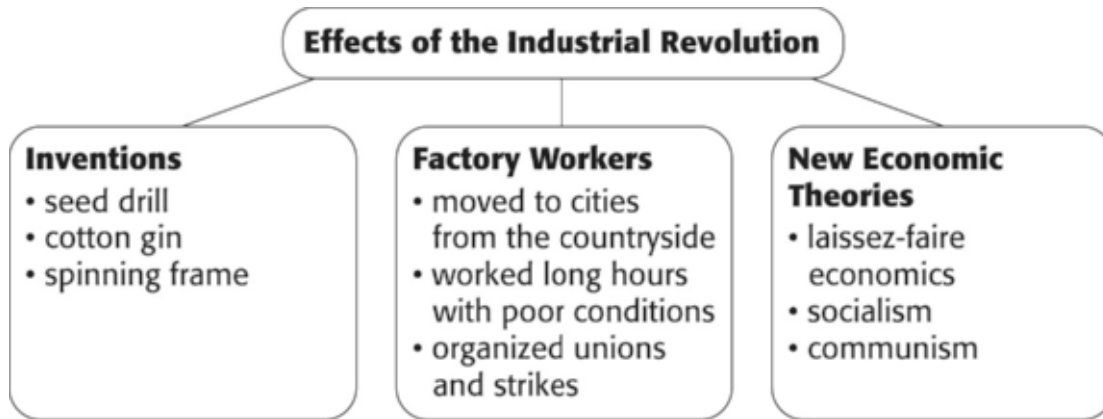 Effects of the Industrial Revolution
Inventions
• seed drill
• cotton gin
• spinning frame
Factory Workers
• moved to cities
from the countryside
• worked long hours
with poor conditions
• organized unions
and strikes
New Economic
Theories
• laissez-faire
economics
• socialism
• communism